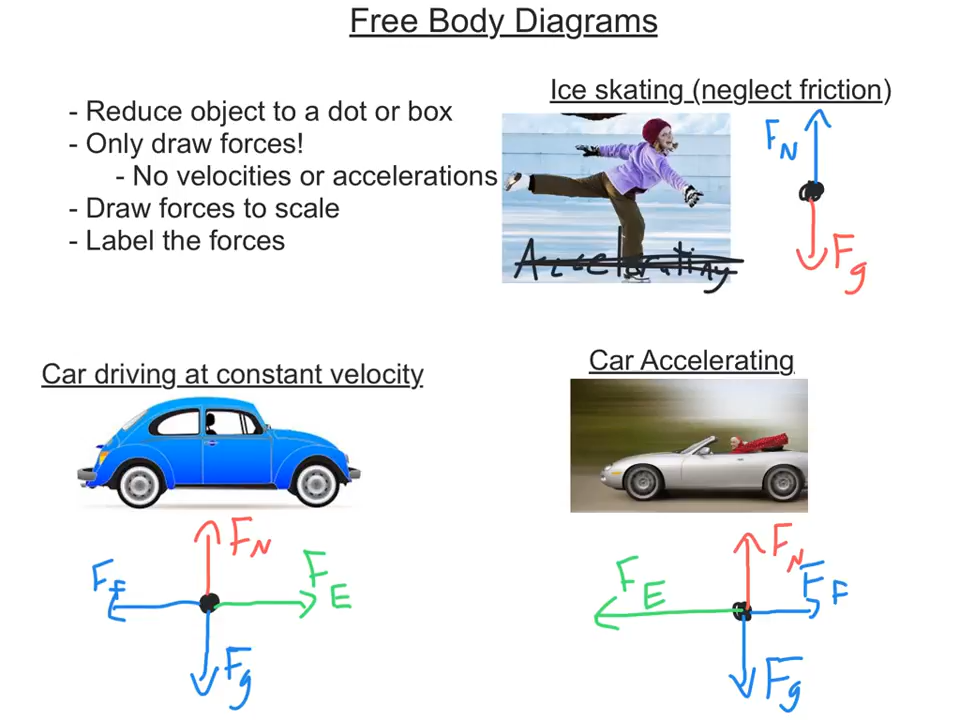 Free Body Diagrams
- Reduce object to a dot or box
- Only draw forces!
- No velocities or accelerations
- Draw forces to scale
- Label the forces
Ice skating (neglect friction)
FN
Fg
Accelerating
Car driving at constant velocity
FN
FF
FE
Fg
Car Accelerating
FN
FE
FF
Fg